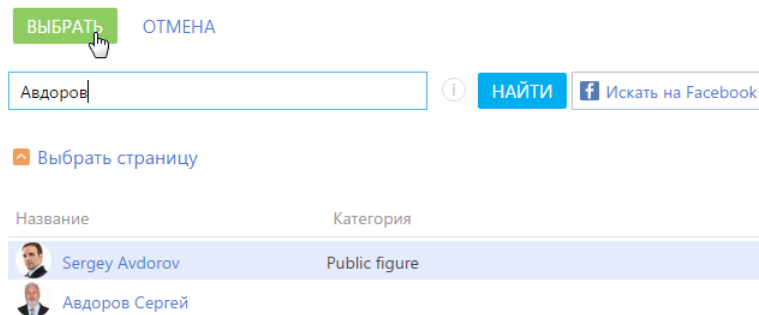 ВЫБРАТЬ ОТМЕНА
Авдоров НАЙТИ Искать на Facebook
Выбрать страницу
Название Категория
Sergey Avdorov Public figure
Авдоров Сергей